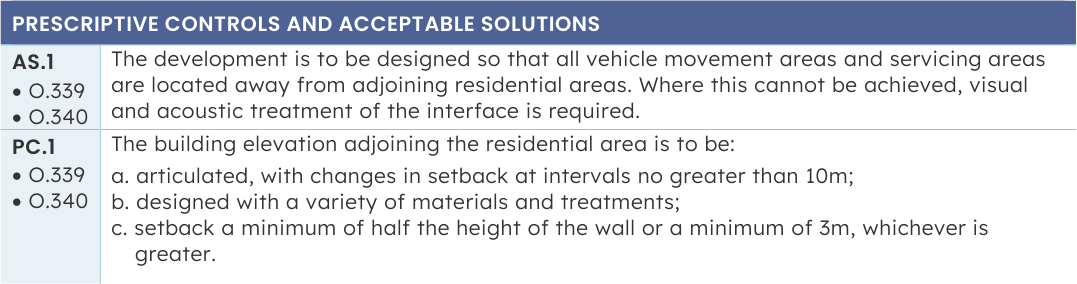 PRESCRIPTIVE CONTROLS AND ACCEPTABLE SOLUTIONS
AS.1
• O.339
• O.340
The development is to be designed so that all vehicle movement areas and servicing areas
are located away from adjoining residential areas. Where this cannot be achieved, visual
and acoustic treatment of the interface is required.
PC.1
• O.339
• O.340
The building elevation adjoining the residential area is to be:
a. articulated, with changes in setback at intervals no greater than 10m;
b. designed with a variety of materials and treatments;
c. setback a minimum of half the height of the wall or a minimum of 3m, whichever is
greater.